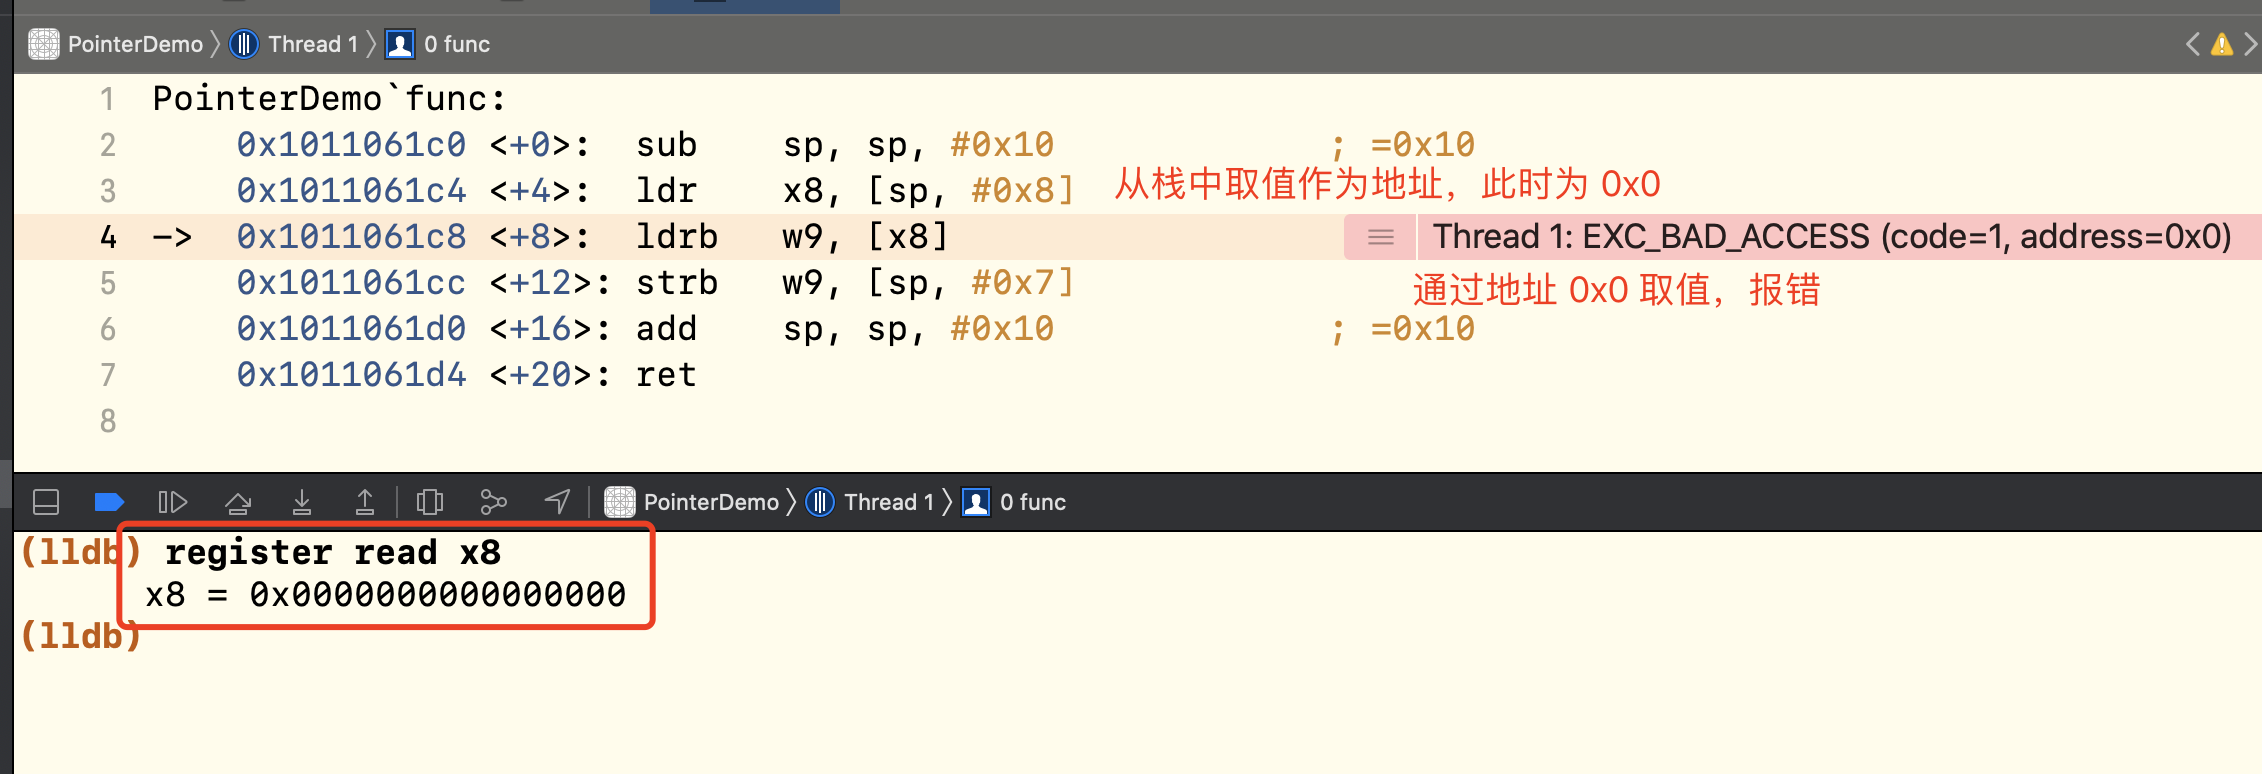 PointerDemo 〉 Thread 1 〉 0 func
1 PointerDemo`func:
2 0x1011061c0 <+0>: sub sp, sp, #0x10 ; =0x10
3 0x1011061c4 <+4>: ldr x8, [sp, #0x8] 从栈中取值作为地址，此时为 0x0
4 -> 0x1011061c8 <+8>: ldrb w9, [x8] Thread 1: EXC_BAD_ACCESS (code=1, address=0x0)
5 0x1011061cc <+12>: strb w9, [sp, #0x7] 通过地址 0x0 取值，报错
6 0x1011061d0 <+16>: add sp, sp, #0x10 ; =0x10
7 0x1011061d4 <+20>: ret
8
PointerDemo 〉 Thread 1 〉 0 func
(lldb) register read x8
x8 = 0x0000000000000000
(lldb)